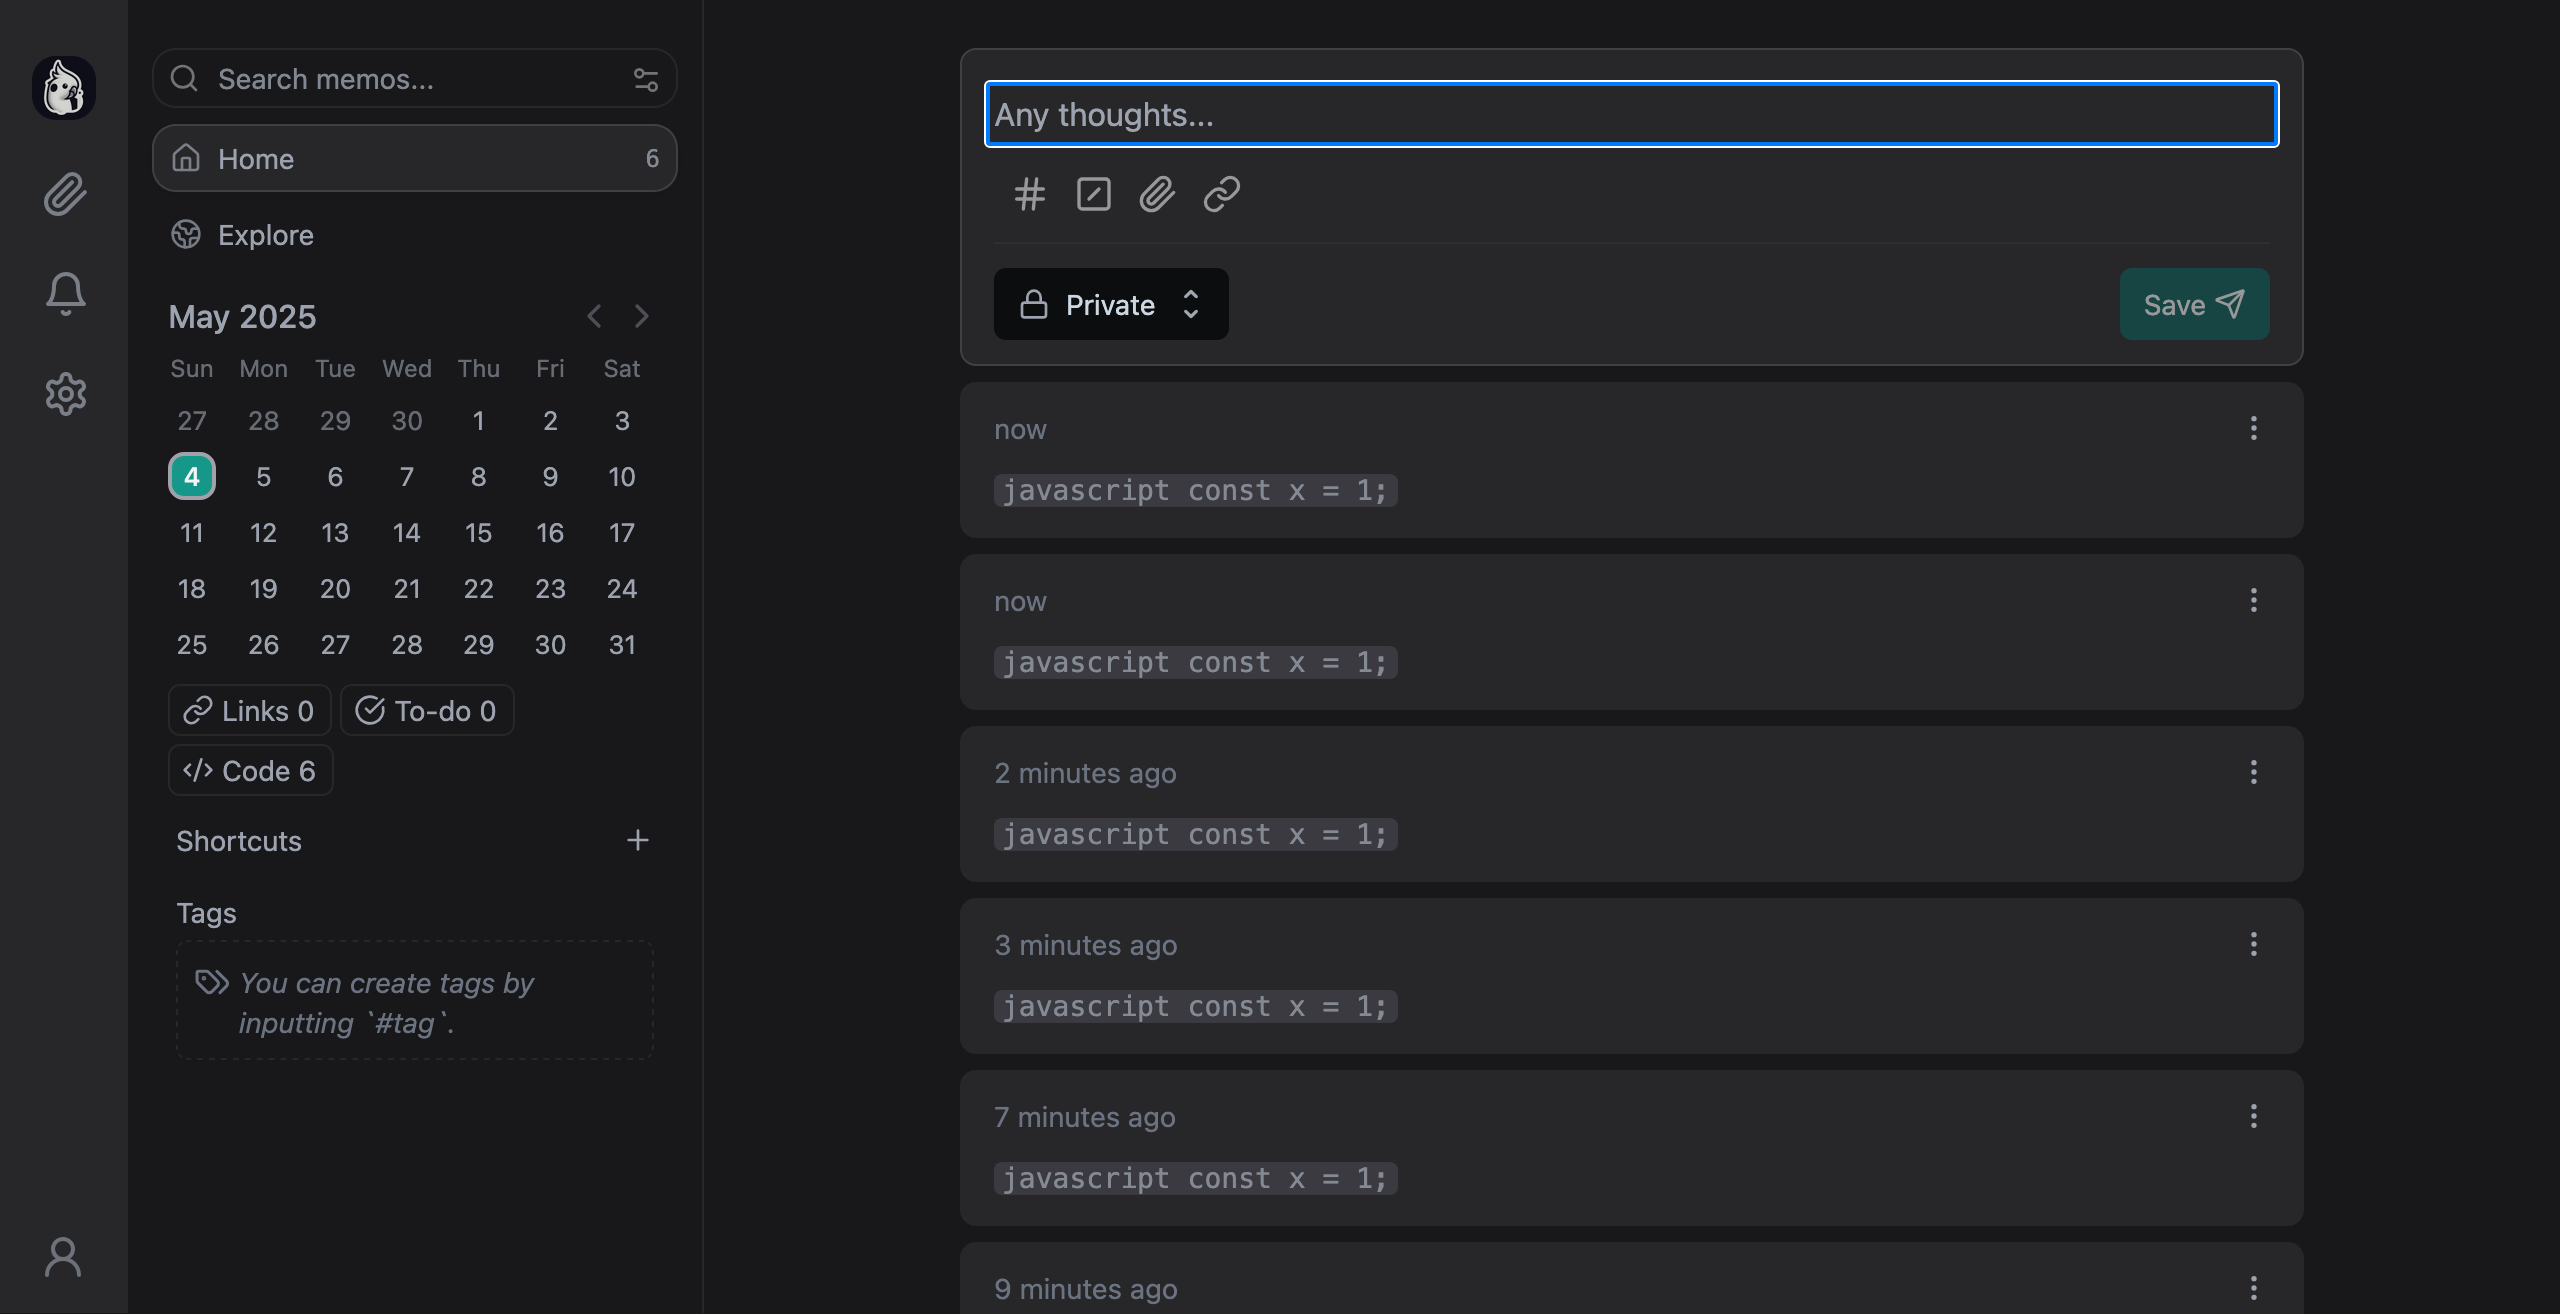 Search memos...
Home 6
Explore
May 2025
Sun Mon Tue Wed Thu Fri Sat
27 28 29 30 1 2 3
4 5 6 7 8 9 10
11 12 13 14 15 16 17
18 19 20 21 22 23 24
25 26 27 28 29 30 31
Links 0 To-do 0
Code 6
Shortcuts
Tags
You can create tags by
inputting `#tag`.
Any thoughts...
Private
Save
now
javascript const x = 1;
now
javascript const x = 1;
2 minutes ago
javascript const x = 1;
3 minutes ago
javascript const x = 1;
7 minutes ago
javascript const x = 1;
9 minutes ago